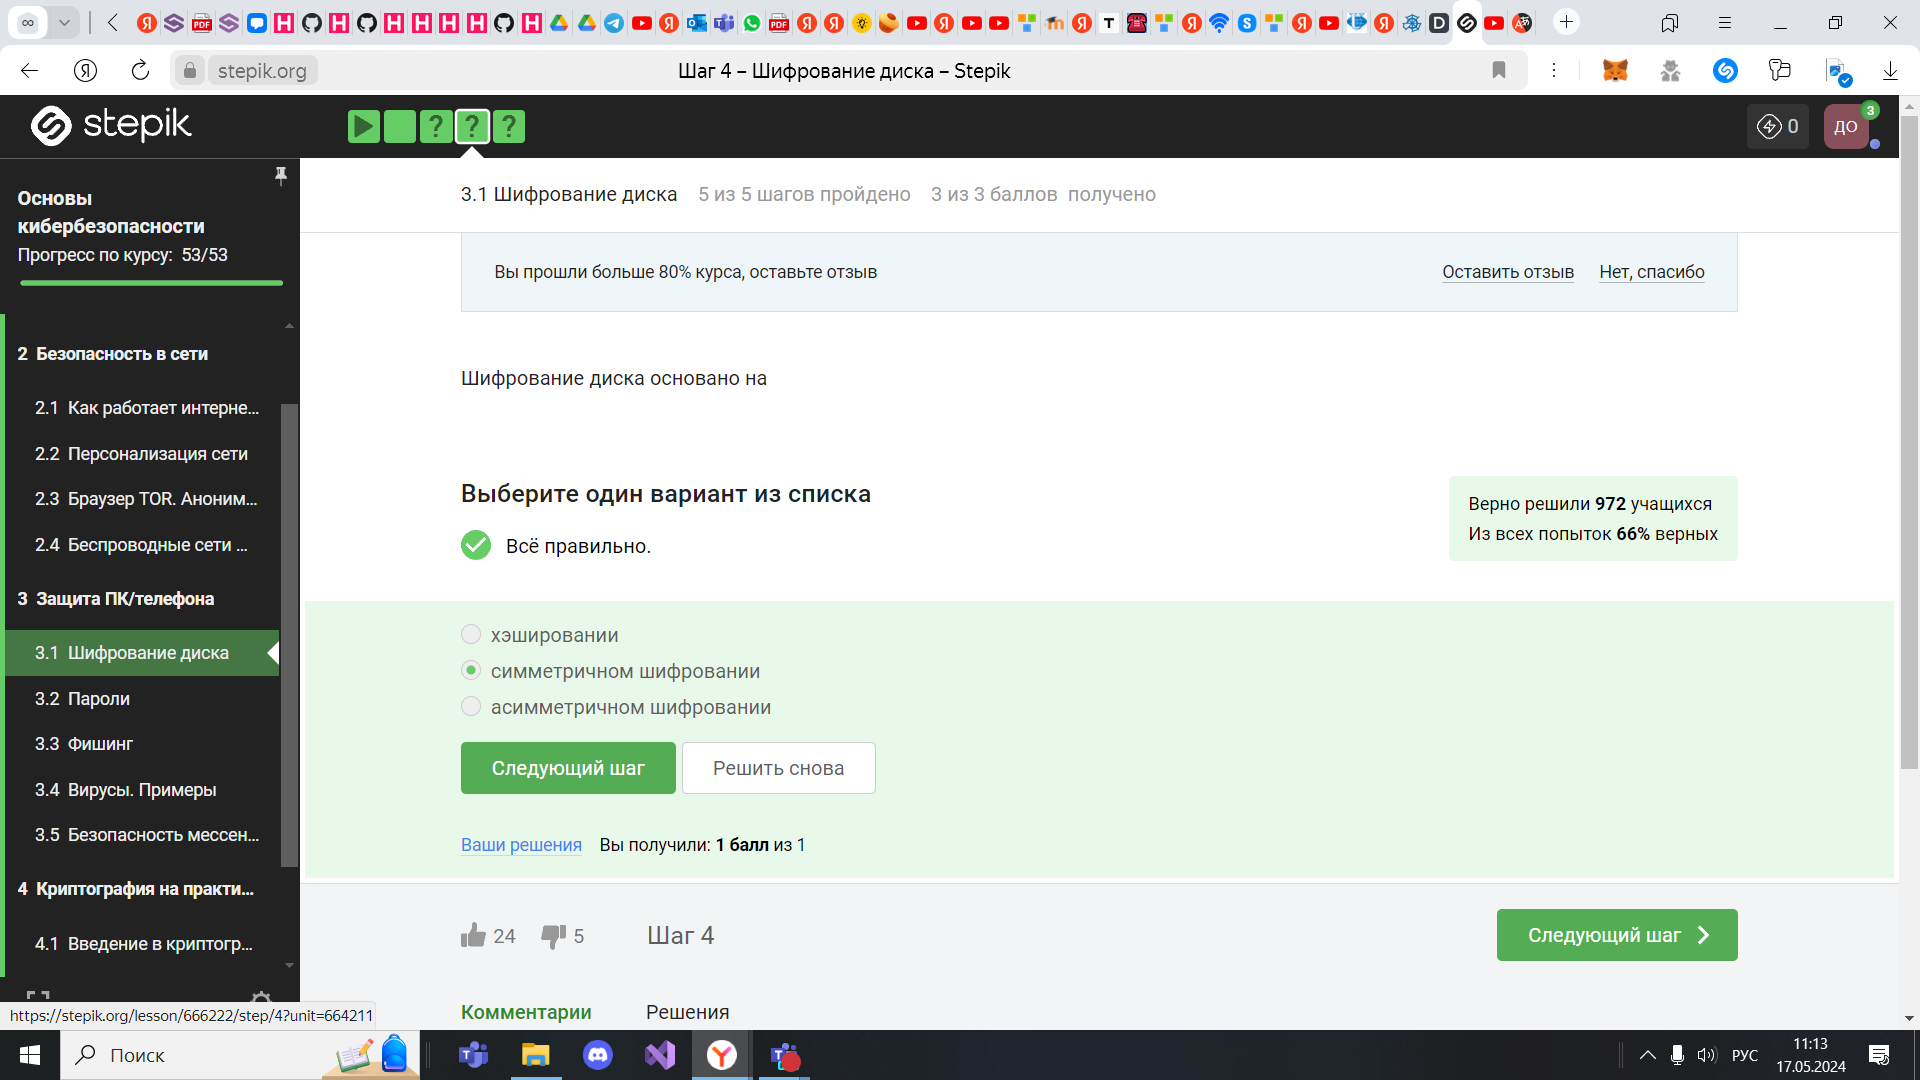 stepik.org
Шаг 4 – Шифрование диска – Stepik
stepik
? ? ?
0
ДО
3
Основы
кибербезопасности
Прогресс по курсу: 53/53
2 Безопасность в сети
2.1 Как работает интерне...
2.2 Персонализация сети
2.3 Браузер TOR. Аноним...
2.4 Беспроводные сети ...
3 Защита ПК/телефона
3.1 Шифрование диска
3.2 Пароли
3.3 Фишинг
3.4 Вирусы. Примеры
3.5 Безопасность мессен...
4 Криптография на практи...
4.1 Введение в криптогр...
3.1 Шифрование диска 5 из 5 шагов пройдено 3 из 3 баллов получено
Вы прошли больше 80% курса, оставьте отзыв
Оставить отзыв
Нет, спасибо
Шифрование диска основано на
Выберите один вариант из списка
Всё правильно.
Верно решили 972 учащихся
Из всех попыток 66% верных
хэшировании
симметричном шифровании
асимметричном шифровании
Следующий шаг
Решить снова
Ваши решения
Вы получили: 1 балл из 1
24
5
Шаг 4
Следующий шаг
Комментарии
Решения
https://stepik.org/lesson/666222/step/4?unit=664211
Поиск
РУС
11:13
17.05.2024